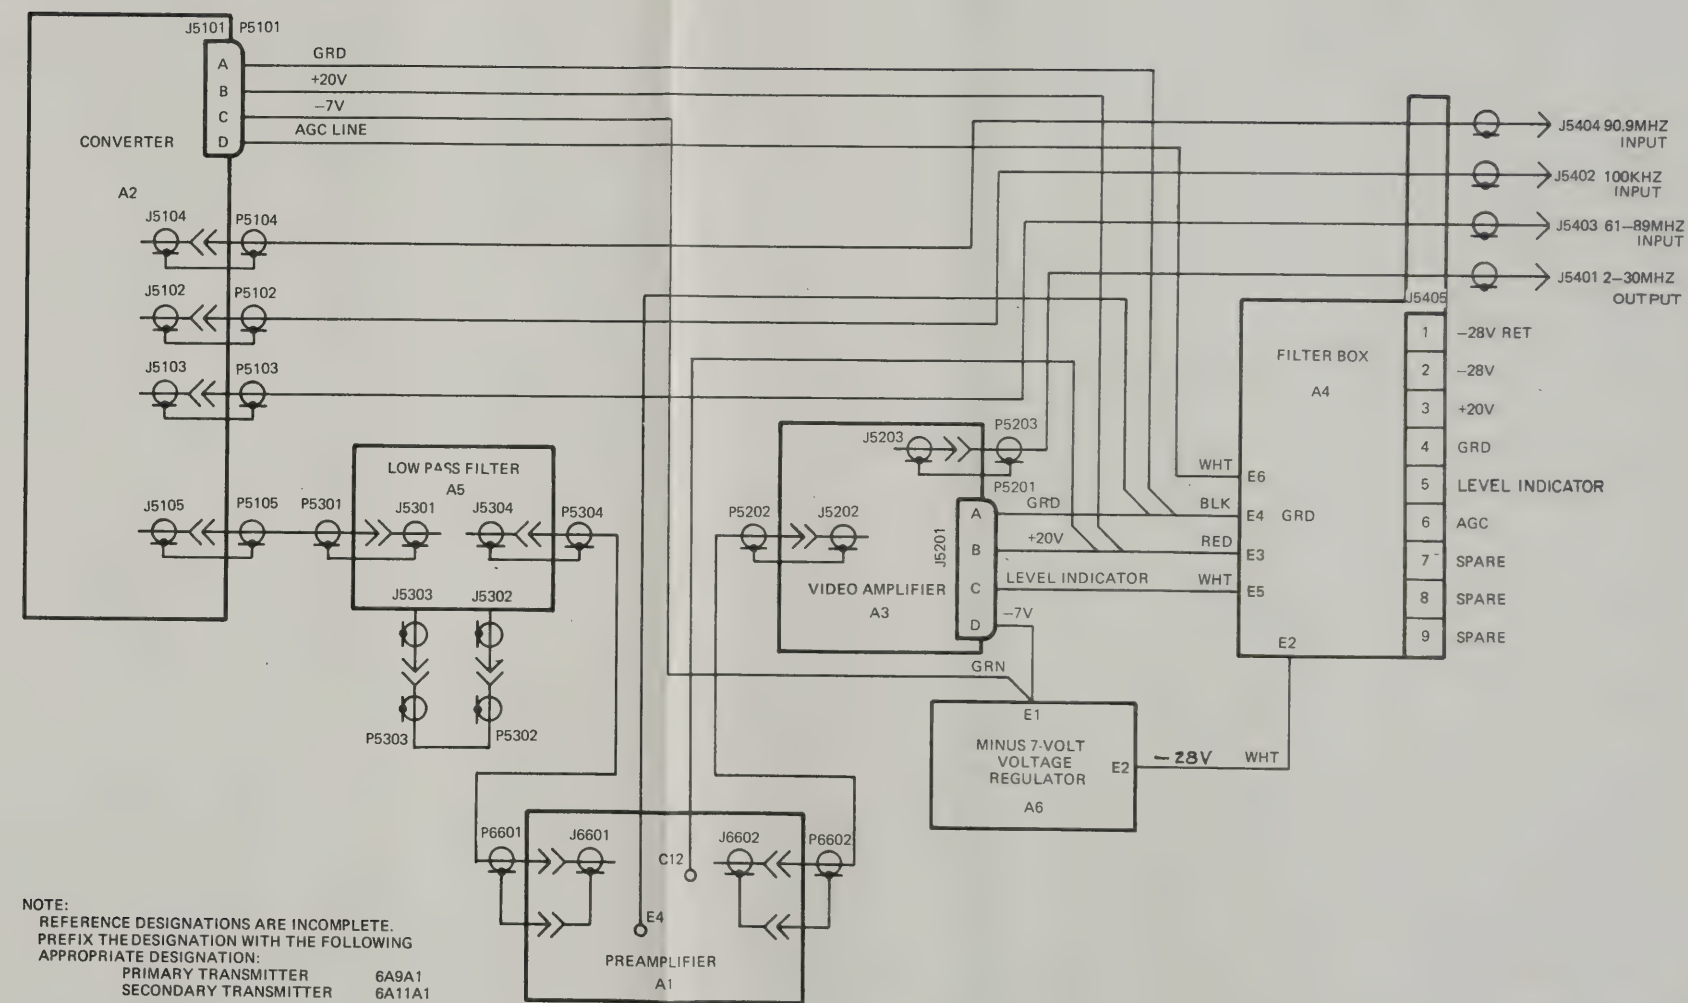 J5101 P5101
A
B
C
D
GRD
+20V
−7V
AGC LINE
CONVERTER
A2
J5104
P5104
J5102
P5102
J5103
P5103
J5105
P5105
P5301
LOW PASS FILTER
A5
J5301
J5304
P5304
J5303
J5302
P5303
P5302
P5202
J5202
J5203
P5203
P5201
J5201
A
B
C
D
GRD
+20V
LEVEL INDICATOR
−7V
VIDEO AMPLIFIER
A3
WHT
BLK
RED
WHT
GRN
E6
E4 GRD
E3
E5
E2
FILTER BOX
A4
J5404 90.9MHZ
INPUT
J5402 100KHZ
INPUT
J5403 61–89MHZ
INPUT
J5401 2–30MHZ
OUTPUT
J5405
1 −28V RET
2 −28V
3 +20V
4 GRD
5 LEVEL INDICATOR
6 AGC
7 SPARE
8 SPARE
9 SPARE
E1
MINUS 7-VOLT
VOLTAGE
REGULATOR
A6
E2
−28V WHT
P6601
J6601
C12
J6602
P6602
E4
PREAMPLIFIER
A1
NOTE:
REFERENCE DESIGNATIONS ARE INCOMPLETE.
PREFIX THE DESIGNATION WITH THE FOLLOWING
APPROPRIATE DESIGNATION:
PRIMARY TRANSMITTER 6A9A1
SECONDARY TRANSMITTER 6A11A1